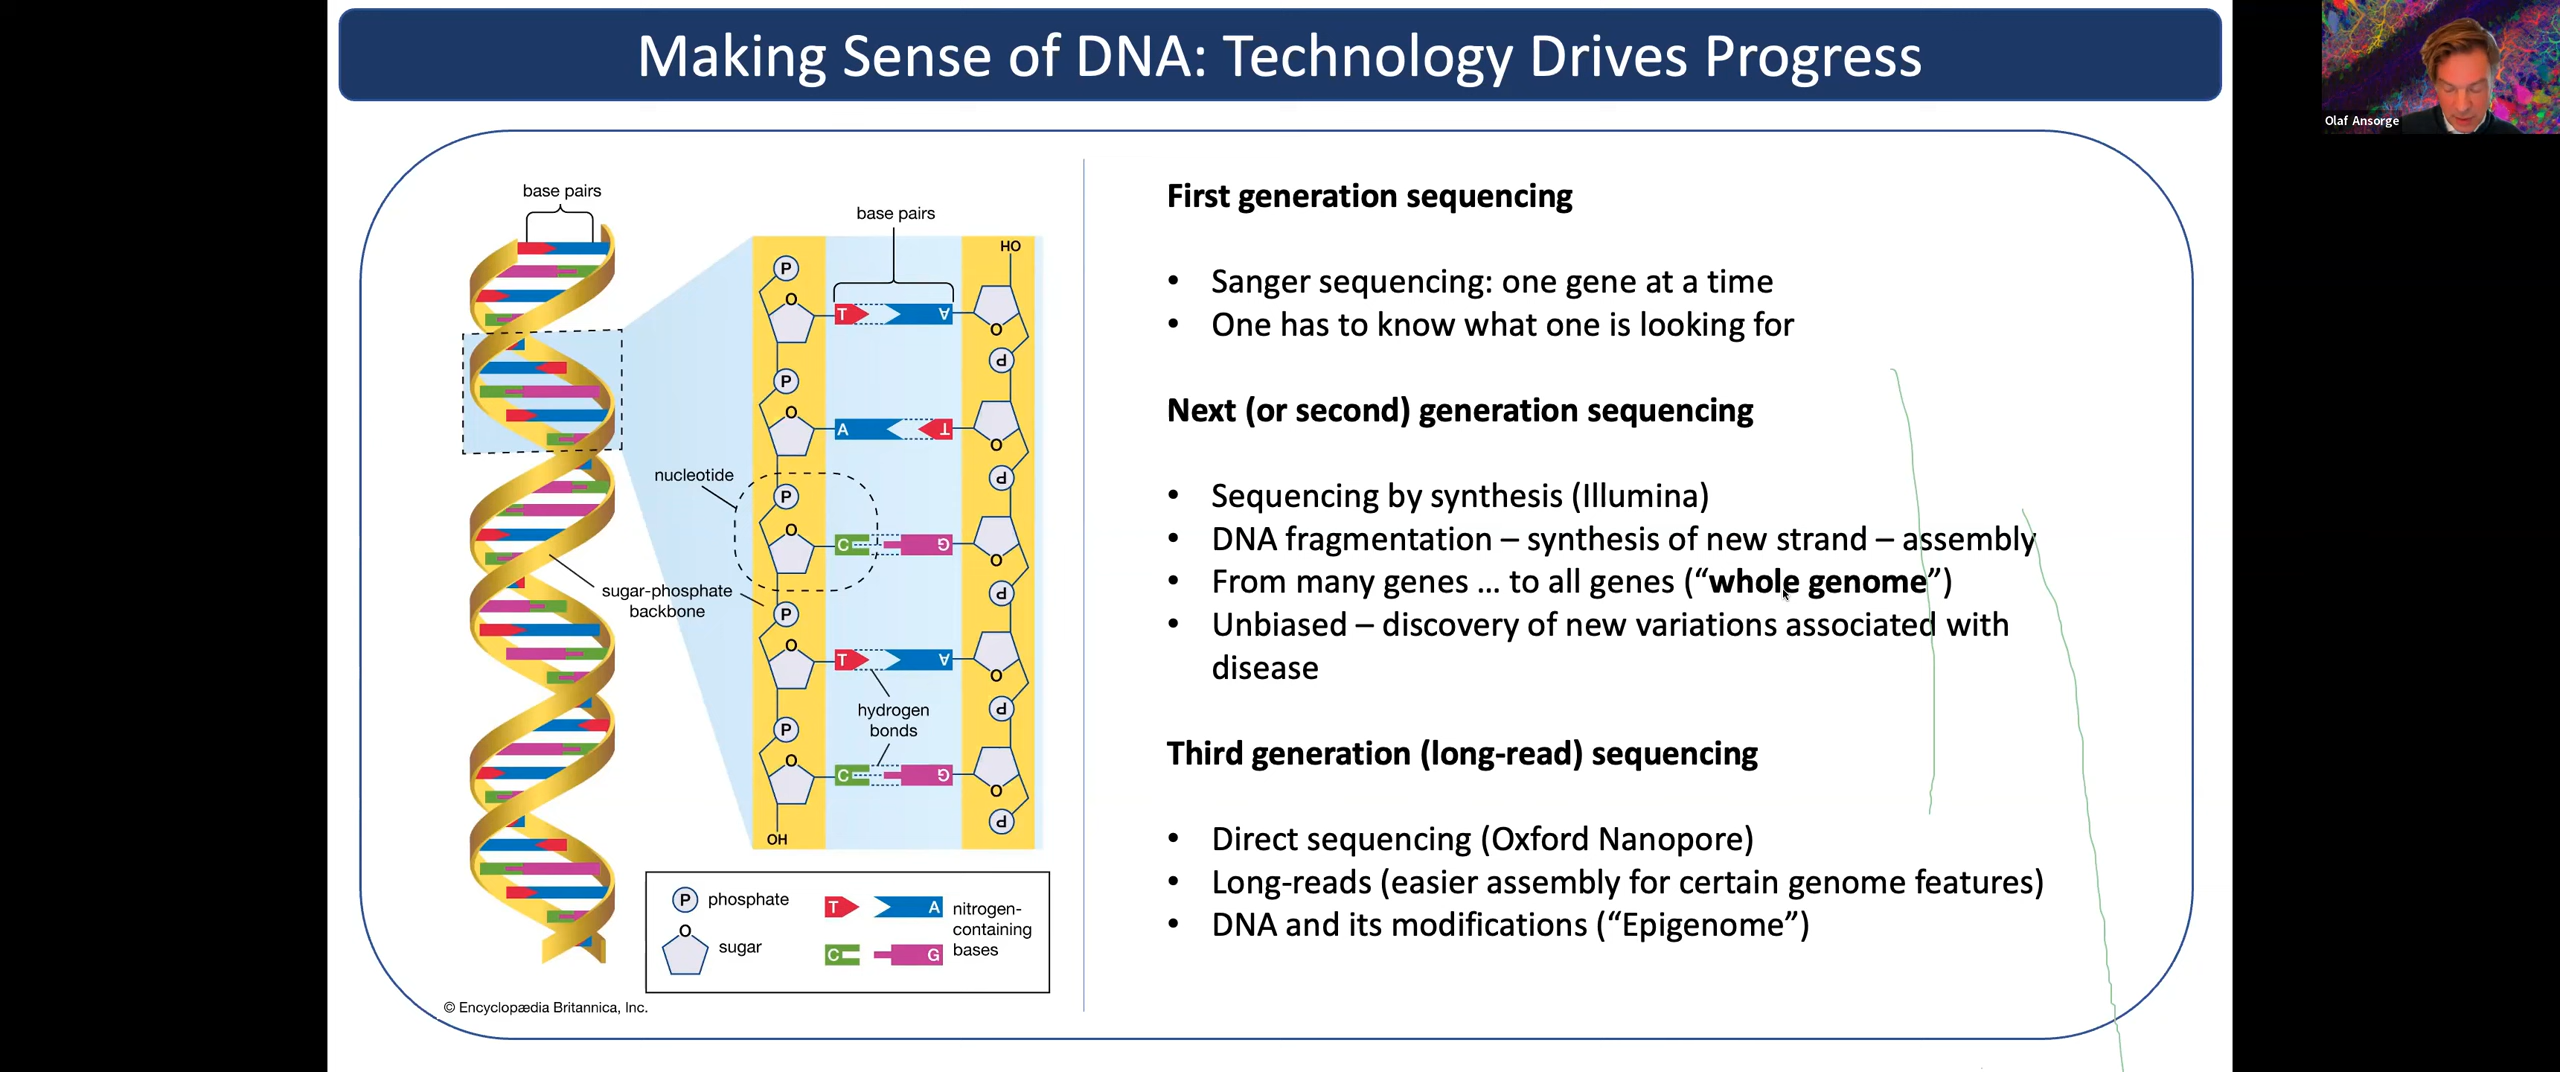 Making Sense of DNA: Technology Drives Progress
Olaf Ansorge
base pairs
base pairs
HO
P
O
T
A
O
P
P
O
A
T
O
P
nucleotide
P
O
C
G
O
P
sugar-phosphate
backbone
P
O
T
A
O
P
hydrogen
bonds
P
O
C
G
O
P
OH
P phosphate
O
sugar
T
A
C
G
nitrogen-
containing
bases
© Encyclopædia Britannica, Inc.
First generation sequencing
• Sanger sequencing: one gene at a time
• One has to know what one is looking for
Next (or second) generation sequencing
• Sequencing by synthesis (Illumina)
• DNA fragmentation – synthesis of new strand – assembly
• From many genes ... to all genes (“whole genome”)
• Unbiased – discovery of new variations associated with
disease
Third generation (long-read) sequencing
• Direct sequencing (Oxford Nanopore)
• Long-reads (easier assembly for certain genome features)
• DNA and its modifications (“Epigenome”)